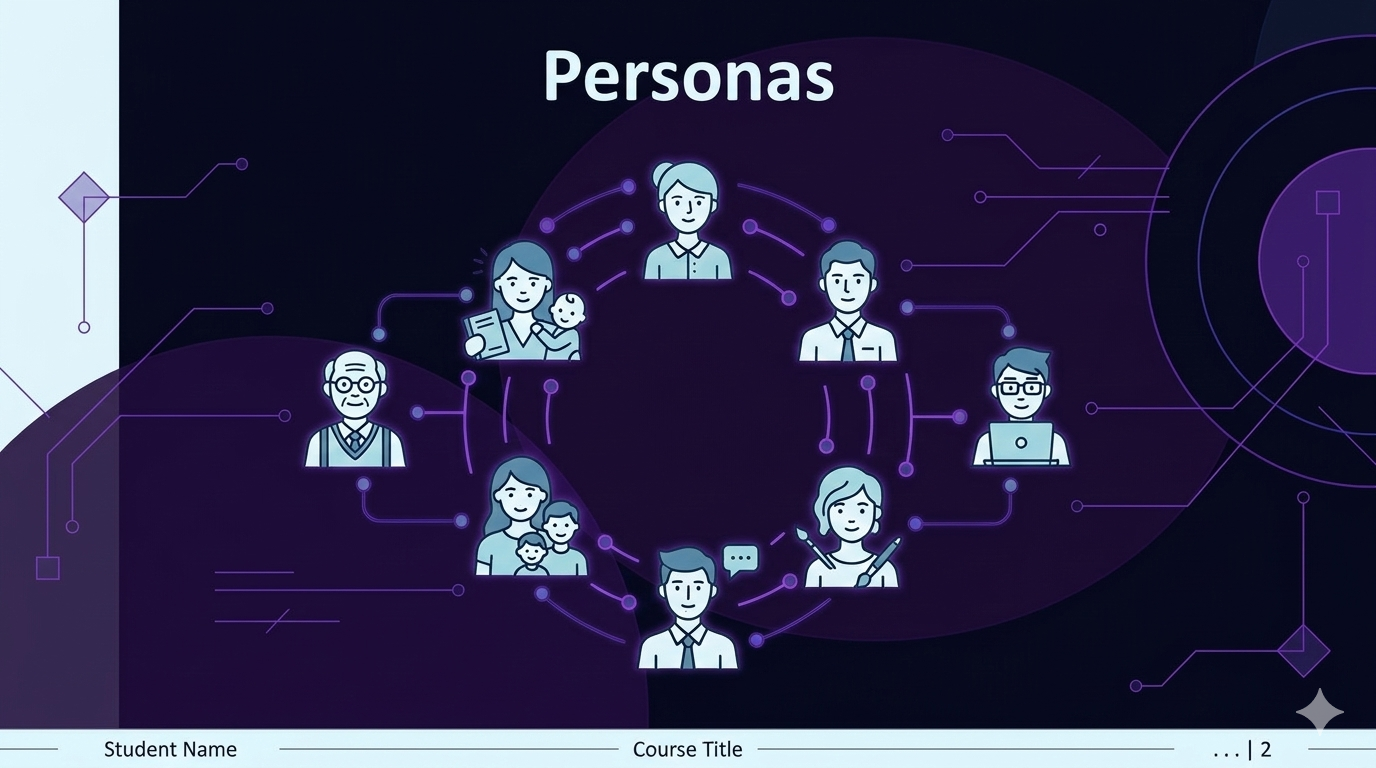 Personas
Student Name
Course Title
. . . | 2